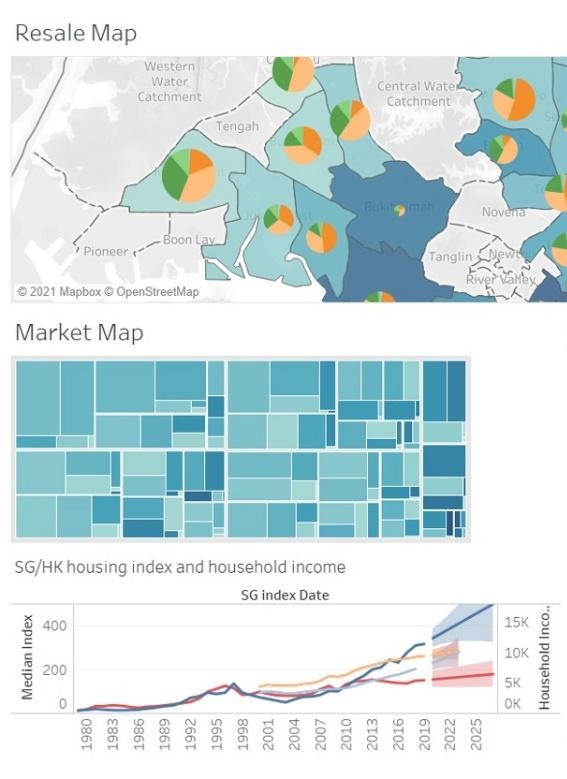 Resale Map
Western
Water
Catchment
Central Water
Catchment
Tengah
Novena
Boon Lay
Pioneer
Tanglin
Newt
River Valley
© 2021 Mapbox © OpenStreetMap
Market Map
SG/HK housing index and household income
SG index Date
Median Index
400
200
0
15K
10K
5K
0K
Household Inco..
1980
1983
1986
1989
1992
1995
1998
2001
2004
2007
2010
2013
2016
2019
2022
2025